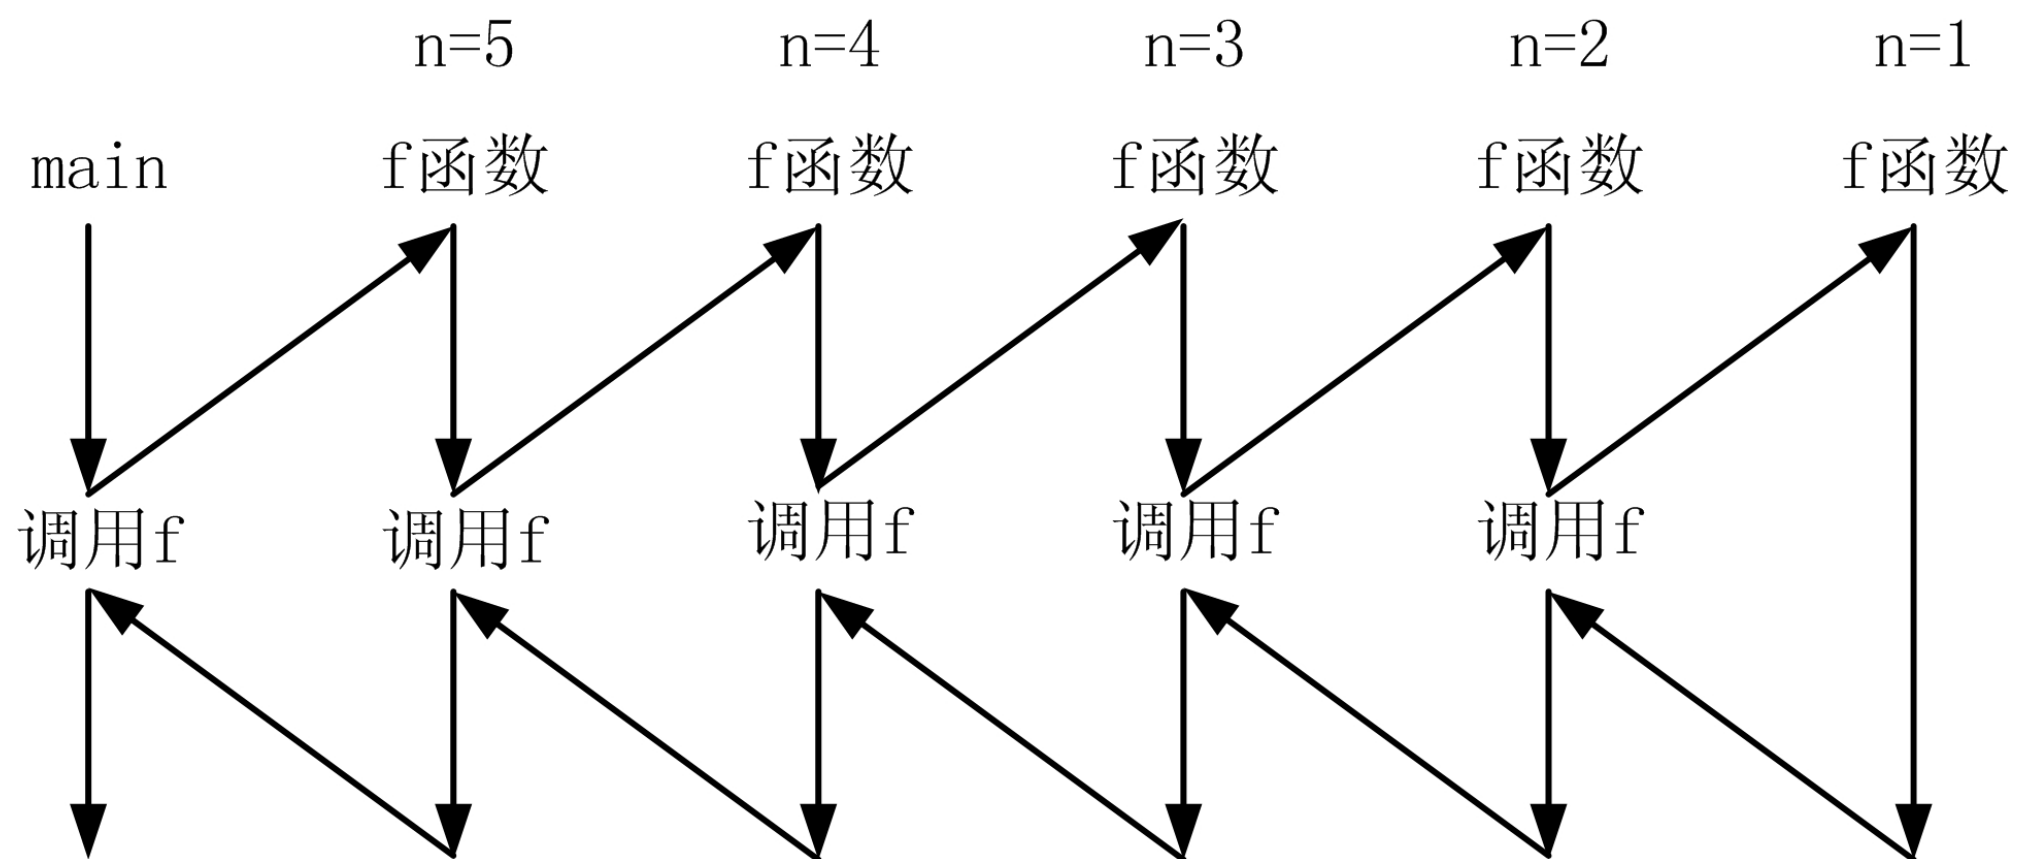 n=5 n=4 n=3 n=2 n=1
main f函数 f函数 f函数 f函数 f函数
调用f 调用f 调用f 调用f 调用f